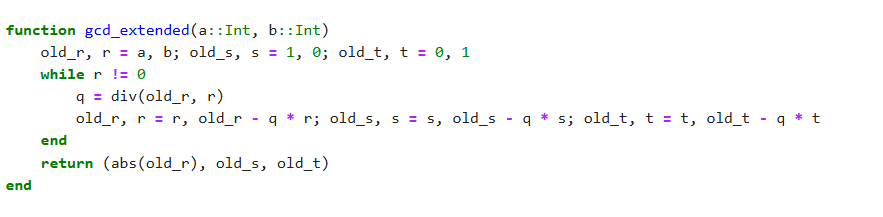 function gcd_extended(a::Int, b::Int)
    old_r, r = a, b; old_s, s = 1, 0; old_t, t = 0, 1
    while r != 0
        q = div(old_r, r)
        old_r, r = r, old_r - q * r; old_s, s = s, old_s - q * s; old_t, t = t, old_t - q * t
    end
    return (abs(old_r), old_s, old_t)
end